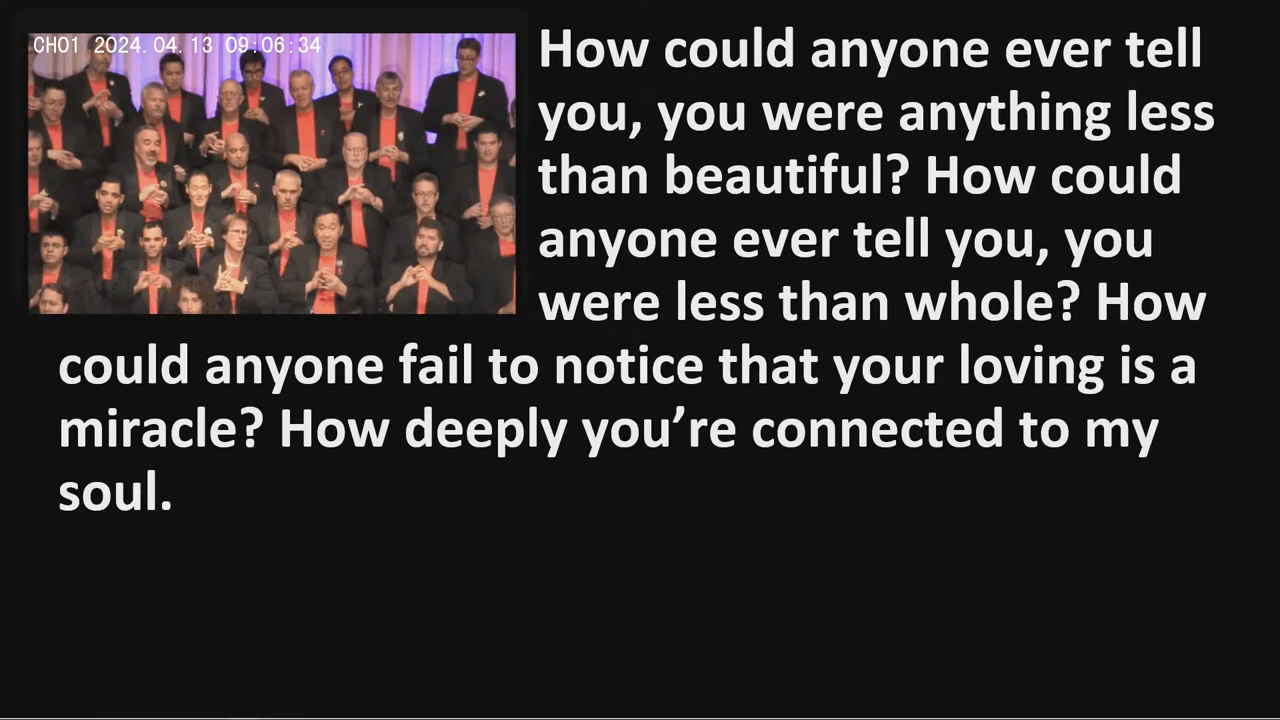 CH01 2024.04.13 09:06:34
How could anyone ever tell
you, you were anything less
than beautiful? How could
anyone ever tell you, you
were less than whole? How
could anyone fail to notice that your loving is a
miracle? How deeply you’re connected to my
soul.